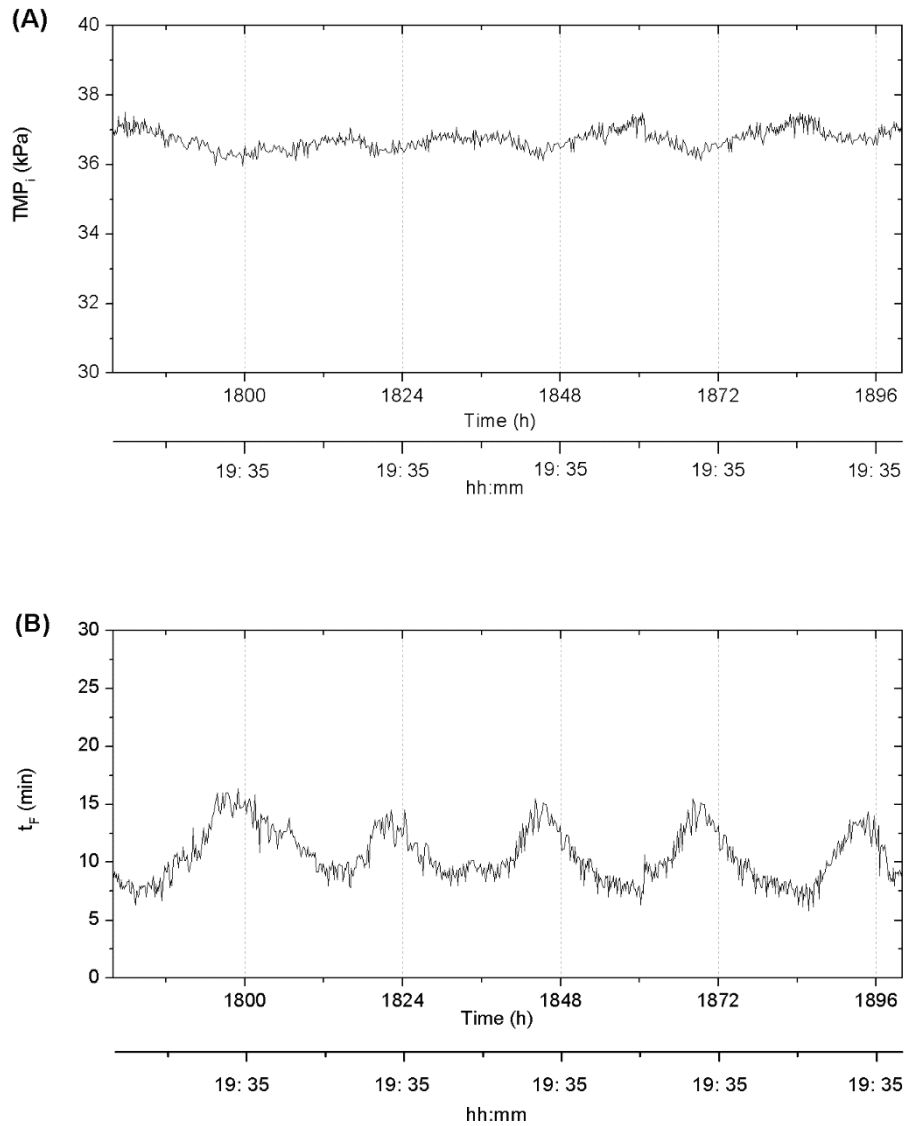 (A)
40
38
36
34
32
30
TMPi (kPa)
1800 1824 1848 1872 1896
Time (h)
19: 35 19: 35 19: 35 19: 35 19: 35
hh:mm
(B)
30
25
20
15
10
5
0
tF (min)
1800 1824 1848 1872 1896
Time (h)
19: 35 19: 35 19: 35 19: 35 19: 35
hh:mm